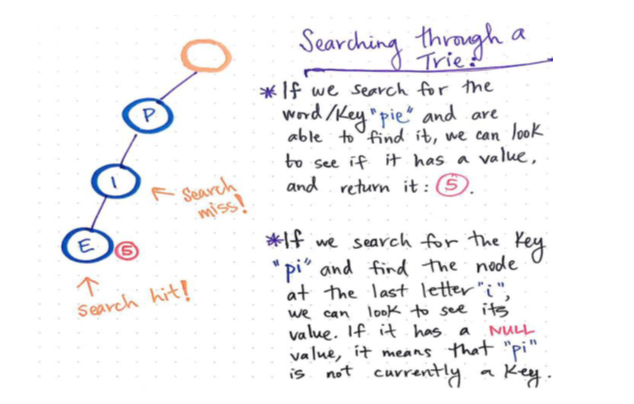 Searching through a
Trie:
P
I
Search
miss!
E
5
Search hit!
*If we search for the
word/key "pie" and are
able to find it, we can look
to see if it has a value,
and return it: 5.
*If we search for the key
"pi" and find the node
at the last letter "i",
we can look to see its
value. If it has a NULL
value, it means that "pi"
is not currently a key.